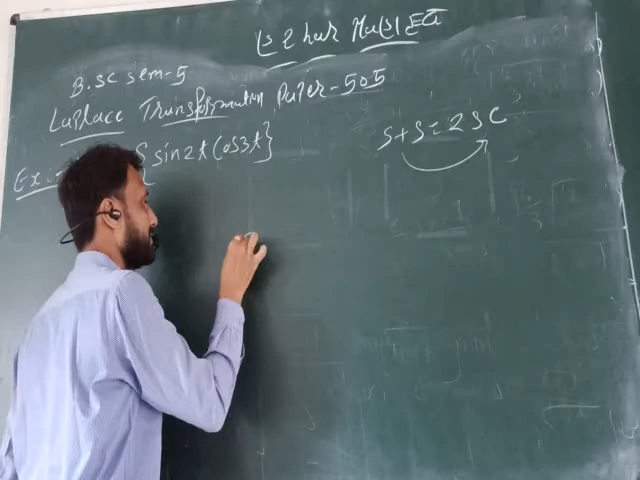 B.SC sem-5
Laplace Transformation Paper-505
Ex:- { sin2t cos3t}
S+S=2SC